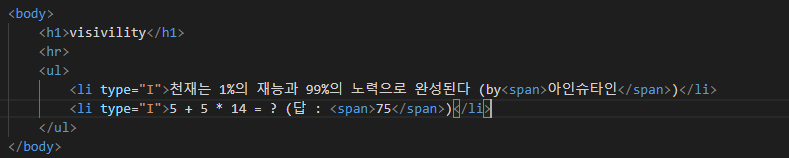 <body>
<h1>visivility</h1>
<hr>
<ul>
<li type="I">천재는 1%의 재능과 99%의 노력으로 완성된다 (by<span>아인슈타인</span>)</li>
<li type="I">5 + 5 * 14 = ? (답 : <span>75</span>)</li>
</ul>
</body>